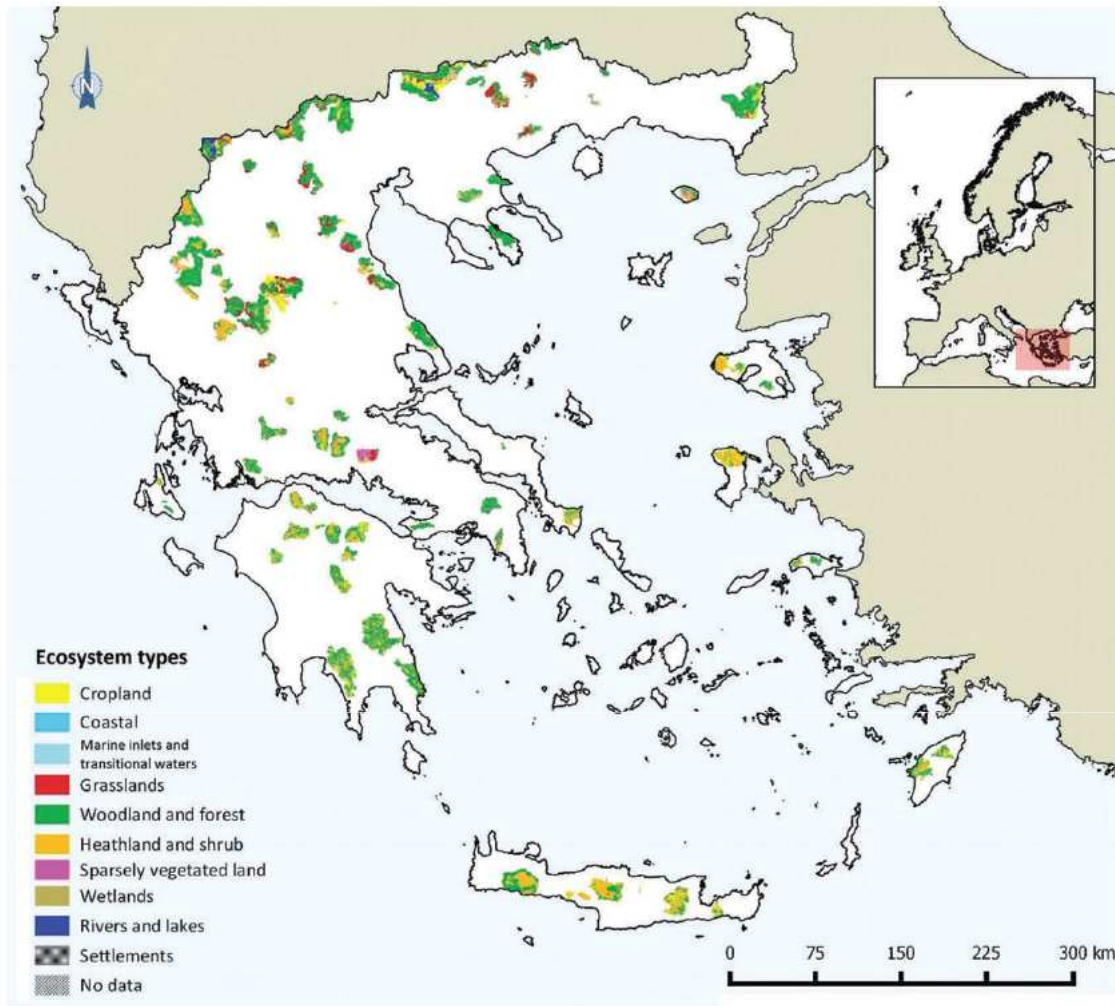 N
Ecosystem types
Cropland
Coastal
Marine inlets and
transitional waters
Grasslands
Woodland and forest
Heathland and shrub
Sparsely vegetated land
Wetlands
Rivers and lakes
Settlements
No data
0 75 150 225 300 km